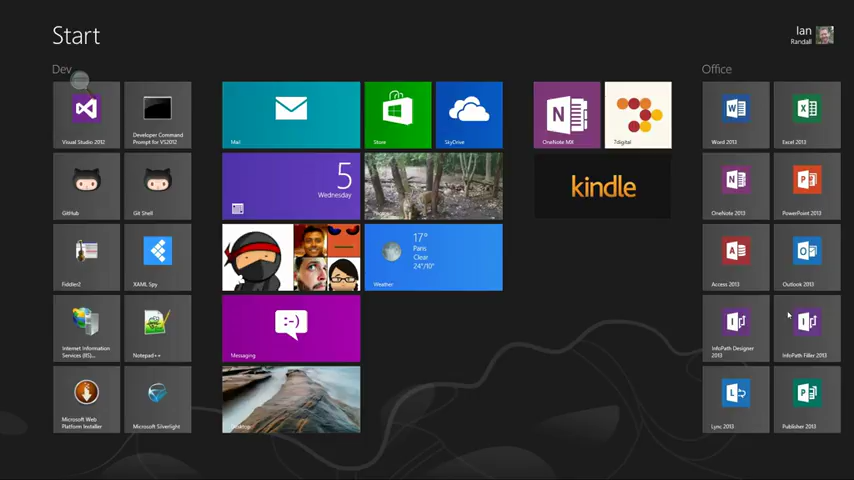 Start
Ian
Randall
Dev
Office
Visual Studio 2012
Developer Command
Prompt for VS2012
Mail
Store
SkyDrive
OneNote MX
7digital
Word 2013
Excel 2013
GitHub
Git Shell
5
Wednesday
kindle
OneNote 2013
PowerPoint 2013
Fiddler2
XAML Spy
17°
Paris
Clear
24°/10°
Weather
Access 2013
Outlook 2013
Internet Information
Services (IIS)...
Notepad++
:-)
Messaging
InfoPath Designer
2013
InfoPath Filler 2013
Microsoft Web
Platform Installer
Microsoft Silverlight
Desktop
Lync 2013
Publisher 2013